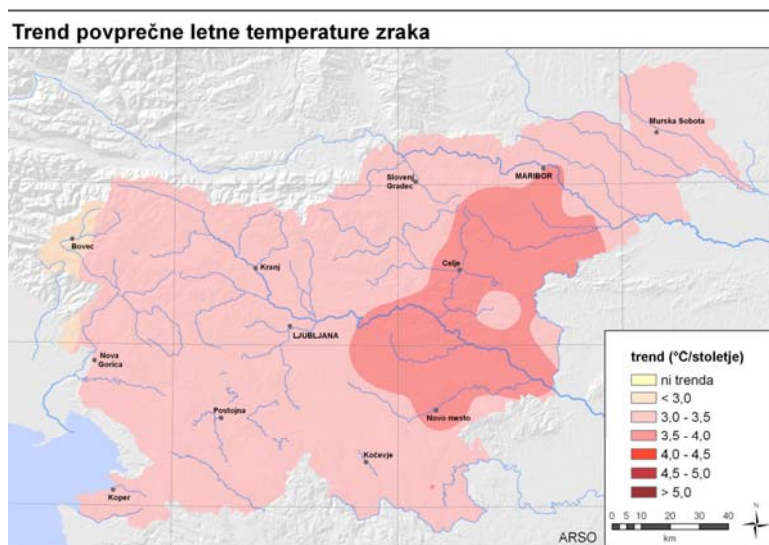 Trend povprečne letne temperature zraka
Murska Sobota
MARIBOR
Slovenj
Gradec
Bovec
Kranj
Celje
LJUBLJANA
Nova
Gorica
Postojna
Novo mesto
Kočevje
Koper
trend (°C/stoletje)
ni trenda
< 3,0
3,0 - 3,5
3,5 - 4,0
4,0 - 4,5
4,5 - 5,0
> 5,0
0 5 10 20 30 40
km
N
ARSO